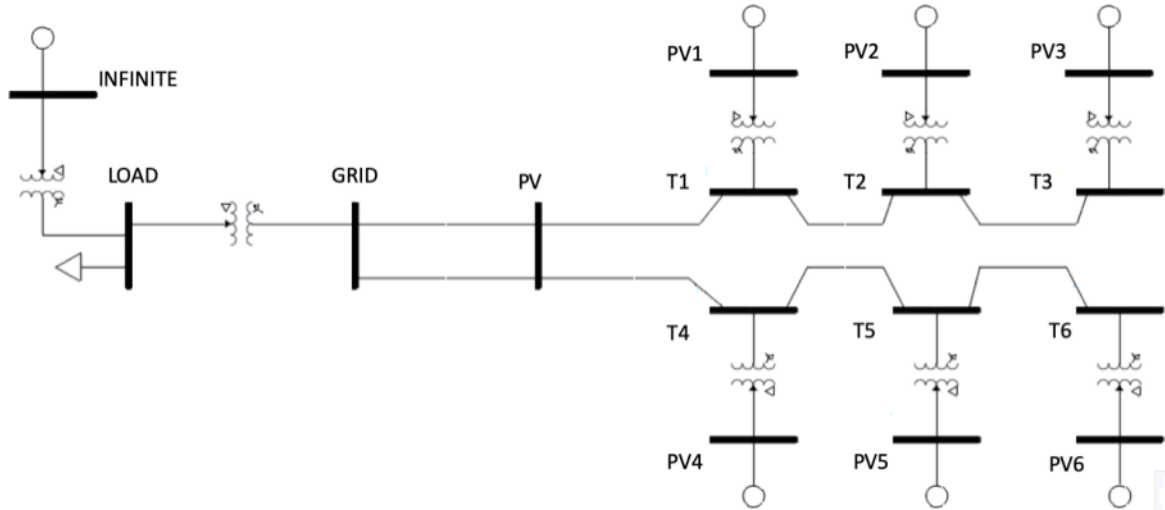 PV1
PV2
PV3
INFINITE
LOAD
GRID
PV
T1
T2
T3
T4
T5
T6
PV4
PV5
PV6